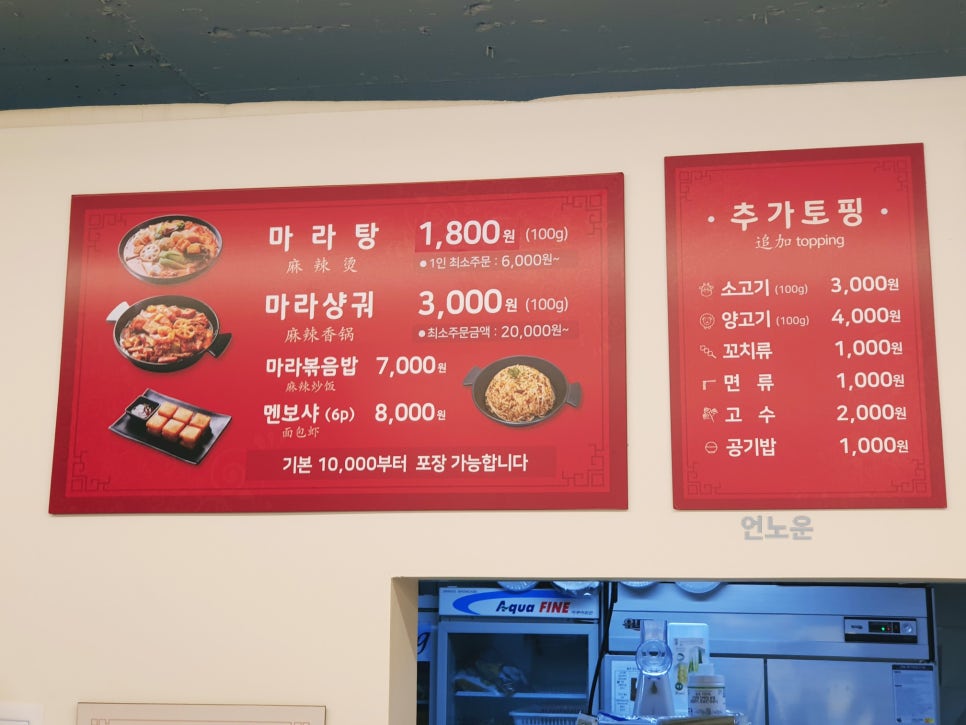 마라탕 1,800원 (100g)
麻辣烫 ●1인 최소주문 : 6,000원~
마라샹궈 3,000원 (100g)
麻辣香锅 ●최소주문금액 : 20,000원~
마라볶음밥 7,000원
麻辣炒饭
멘보샤 (6p) 8,000원
面包虾
기본 10,000부터 포장 가능합니다
· 추가토핑 ·
追加 topping
소고기 (100g) 3,000원
양고기 (100g) 4,000원
꼬치류 1,000원
면 류 1,000원
고 수 2,000원
공기밥 1,000원
언노운
Aqua FINE